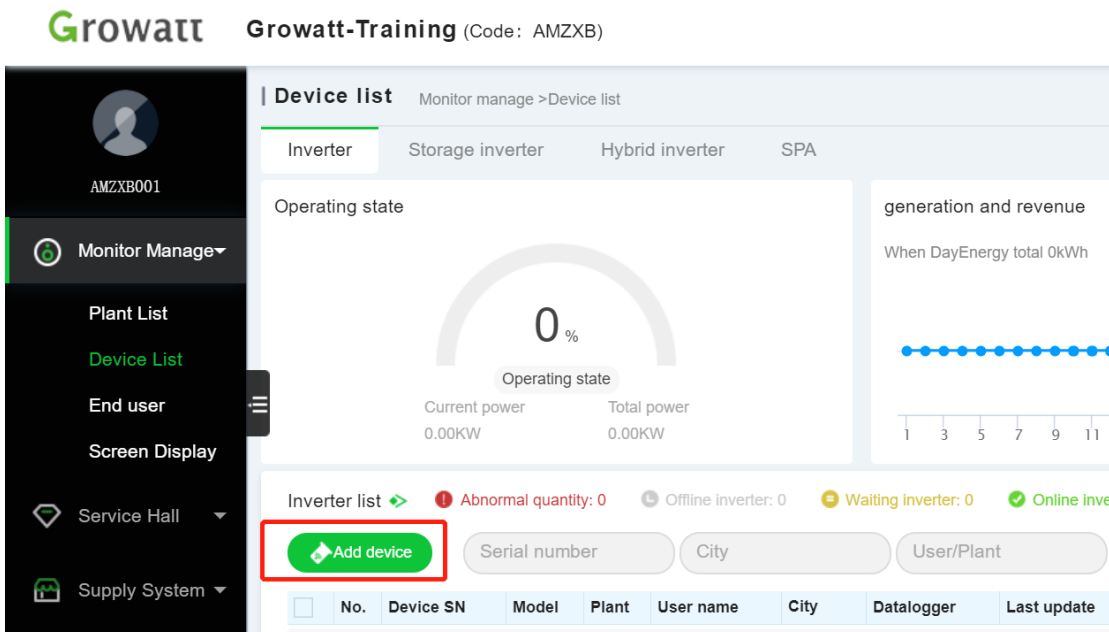 Growatt Growatt-Training (Code: AMZXB)
Device list Monitor manage >Device list
Inverter Storage inverter Hybrid inverter SPA
AMZXB001
Monitor Manage
Plant List
Device List
End user
Screen Display
Service Hall
Supply System
Operating state
0 %
Operating state
Current power Total power
0.00KW 0.00KW
generation and revenue
When DayEnergy total 0kWh
1 3 5 7 9 11
Inverter list Abnormal quantity: 0 Offline inverter: 0 Waiting inverter: 0 Online inve
Add device Serial number City User/Plant
No. Device SN Model Plant User name City Datalogger Last update